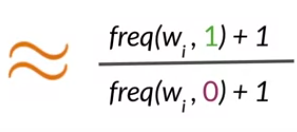 ≈
freq(wᵢ, 1) + 1
freq(wᵢ, 0) + 1